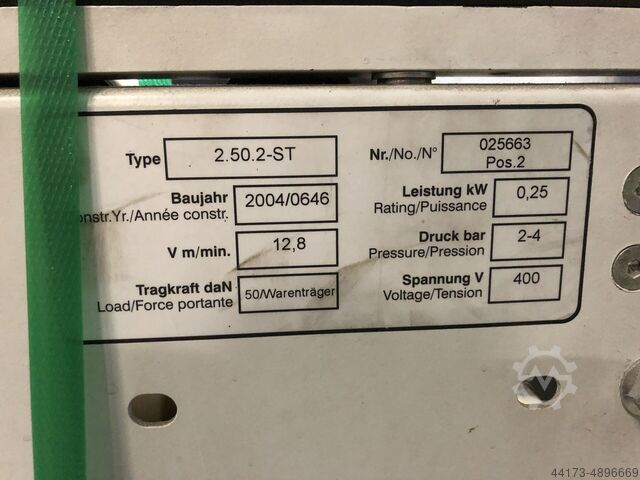 Type 2.50.2-ST Nr./No./N° 025663
Pos.2
Baujahr 2004/0646 Leistung kW 0,25
onstr.Yr./Année constr. Rating/Puissance
V m/min. 12,8 Druck bar 2-4
Pressure/Pression
Tragkraft daN 50/Warenträger Spannung V 400
Load/Force portante Voltage/Tension
44173-4896669